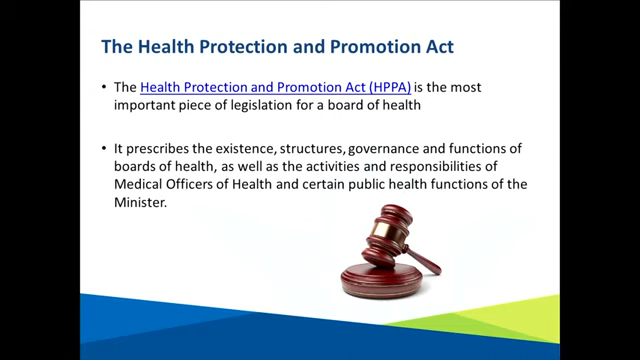 The Health Protection and Promotion Act
• The Health Protection and Promotion Act (HPPA) is the most
important piece of legislation for a board of health
• It prescribes the existence, structures, governance and functions of
boards of health, as well as the activities and responsibilities of
Medical Officers of Health and certain public health functions of the
Minister.